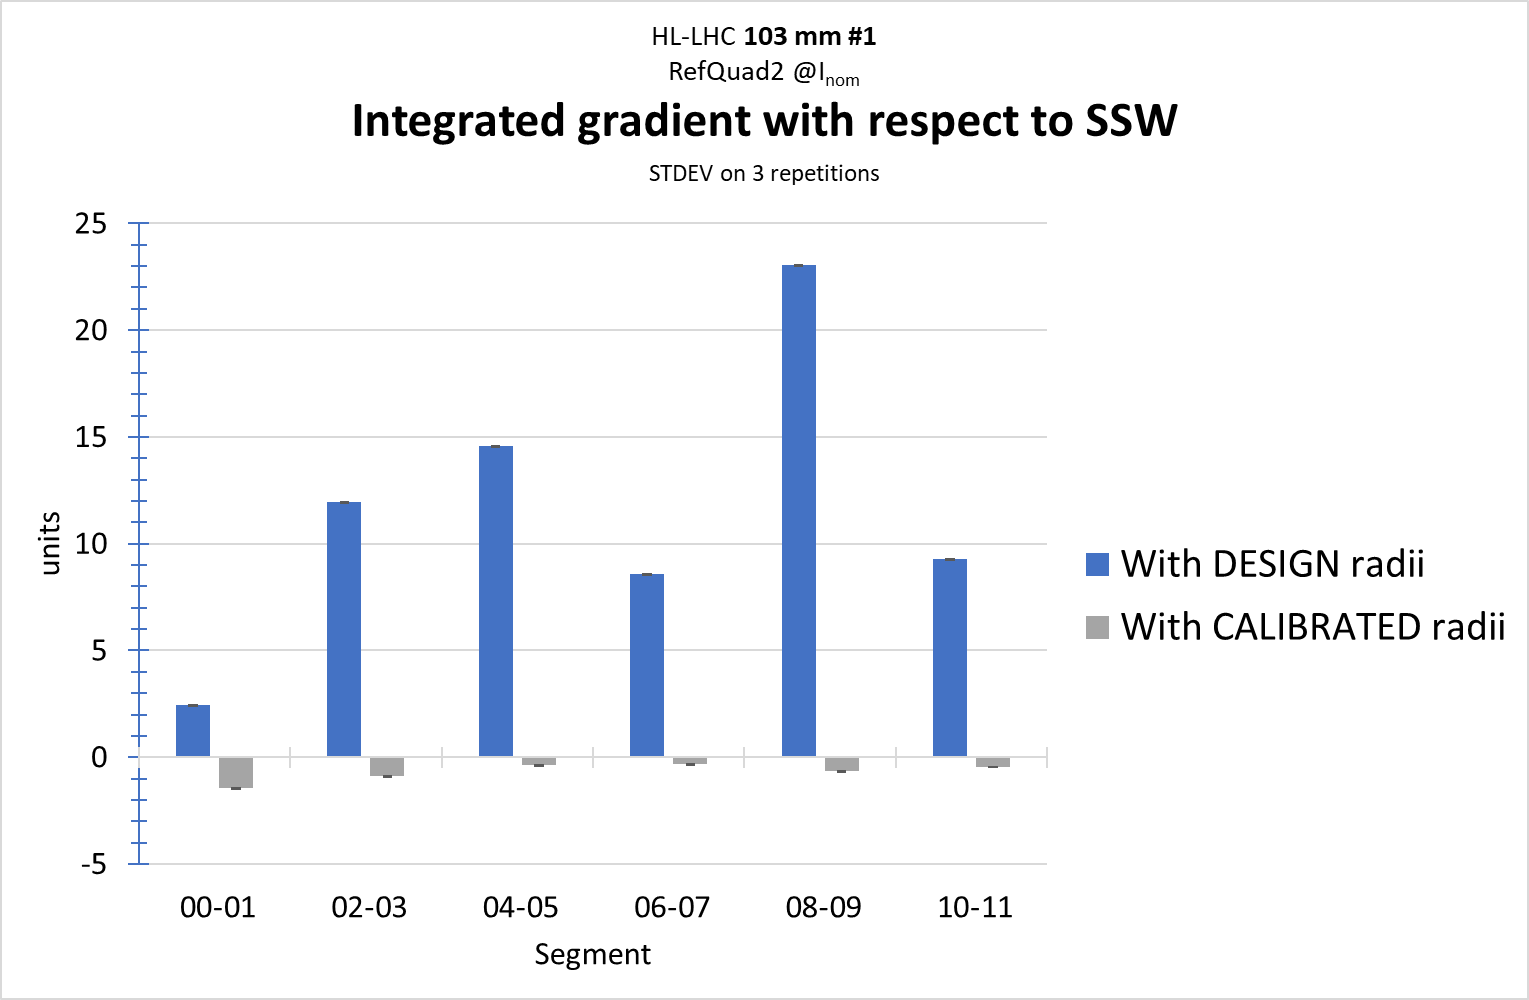 HL-LHC 103 mm #1
RefQuad2 @Inom
Integrated gradient with respect to SSW
STDEV on 3 repetitions
25
20
15
10
5
0
-5
units
00-01 02-03 04-05 06-07 08-09 10-11
Segment
With DESIGN radii
With CALIBRATED radii